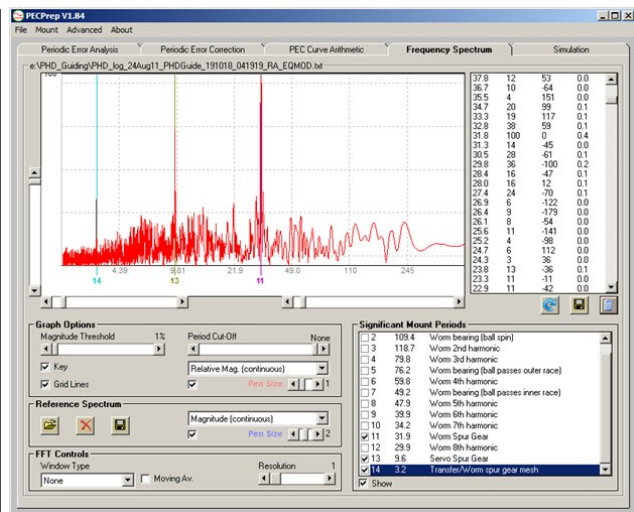 PECPrep V1.84
File Mount Advanced About
Periodic Error Analysis Periodic Error Correction PEC Curve Arithmetic Frequency Spectrum Simulation
e:\PHD_Guiding\PHD_log_24Aug11_PHDGuide_191018_041919_RA_EQMOD.txt
100
4.39 9.81 21.9 49.0 110 245
14 13 11
37.8 12 53 0.0
36.7 10 -64 0.0
35.5 4 151 0.0
34.7 20 99 0.1
33.3 19 117 0.1
32.8 38 59 0.1
31.8 100 0 0.4
31.3 14 -45 0.0
30.5 28 -61 0.1
29.8 36 -100 0.2
28.4 16 -47 0.1
28.0 16 12 0.1
27.4 24 -70 0.1
26.9 6 -122 0.0
26.4 9 -179 0.0
26.1 8 -54 0.0
25.6 11 -141 0.0
25.2 4 -98 0.0
24.7 6 112 0.0
24.3 3 36 0.0
23.8 13 -36 0.1
23.3 11 -11 0.0
22.9 11 -42 0.0
Graph Options
Magnitude Threshold 1%
Period Cut-Off None
Key
Relative Mag. (continuous)
Grid Lines
Pen Size 1
Reference Spectrum
Magnitude (continuous)
Pen Size 2
FFT Controls
Window Type
None
Moving Av.
Resolution 1
Significant Mount Periods
2 109.4 Worm bearing (ball spin)
3 118.7 Worm 2nd harmonic
4 79.8 Worm 3rd harmonic
5 76.2 Worm bearing (ball passes outer race)
6 59.8 Worm 4th harmonic
7 49.2 Worm bearing (ball passes inner race)
8 47.9 Worm 5th harmonic
9 39.9 Worm 6th harmonic
10 34.2 Worm 7th harmonic
11 31.9 Worm Spur Gear
12 29.9 Worm 8th harmonic
13 9.6 Servo Spur Gear
14 3.2 Transfer/Worm spur gear mesh
Show